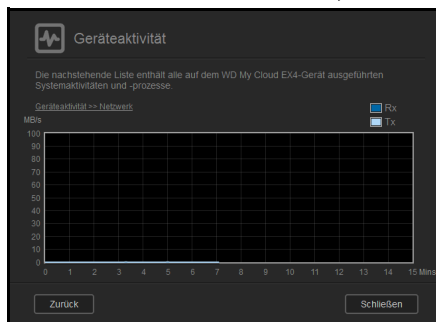 Geräteaktivität
Die nachstehende Liste enthält alle auf dem WD My Cloud EX4-Gerät ausgeführten
Systemaktivitäten und -prozesse.
Geräteaktivität >> Netzwerk
Rx
Tx
MB/s
100
90
80
70
60
50
40
30
20
10
0
0 1 2 3 4 5 6 7 8 9 10 11 12 13 14 15 Mins
Zurück
Schließen